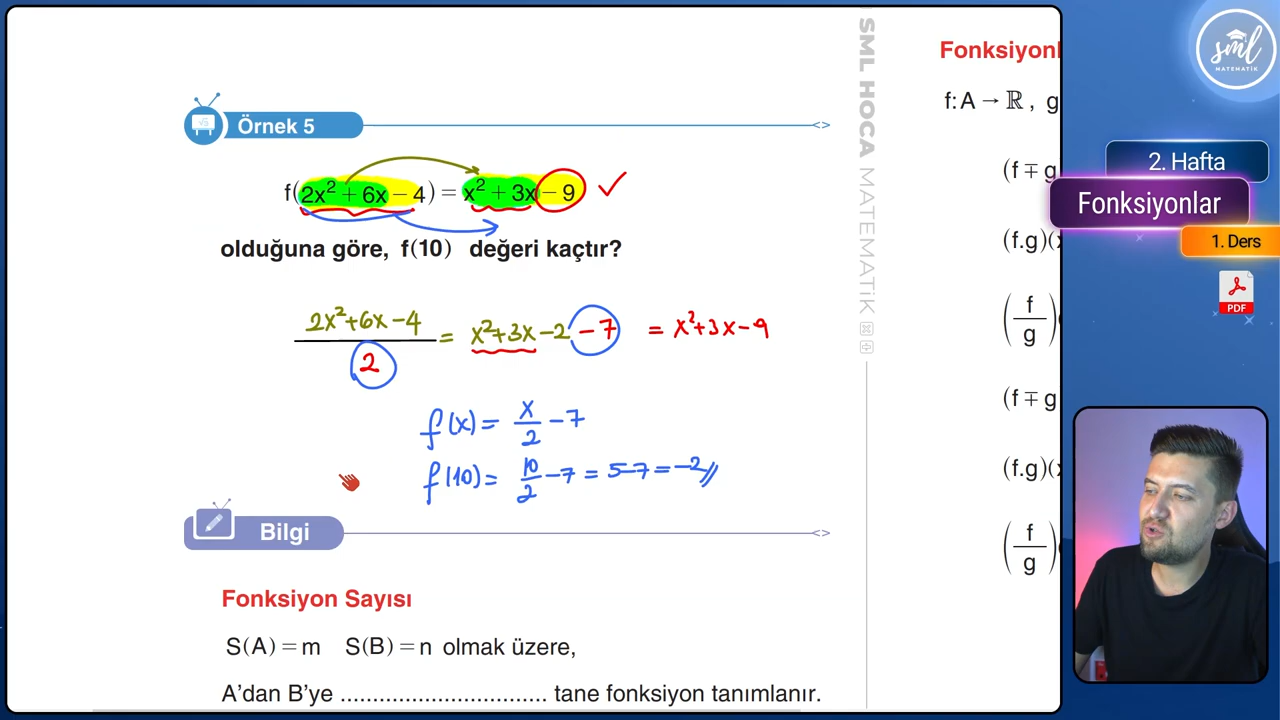 Örnek 5
f(2x² + 6x − 4) = x² + 3x − 9
olduğuna göre, f(10) değeri kaçtır?
2x²+6x−4 / 2 = x²+3x−2 −7 = x²+3x−9
f(x) = x/2 − 7
f(10) = 10/2 − 7 = 5−7 = −2
Bilgi
Fonksiyon Sayısı
S(A) = m S(B) = n olmak üzere,
A'dan B'ye ................................ tane fonksiyon tanımlanır.
SML HOCA MATEMATİK
Fonksiyonl
f: A → ℝ , g
(f ∓ g
(f.g)(
(f/g)
(f ∓ g
(f.g)(
(f/g)
sml
MATEMATİK
2. Hafta
Fonksiyonlar
1. Ders
PDF